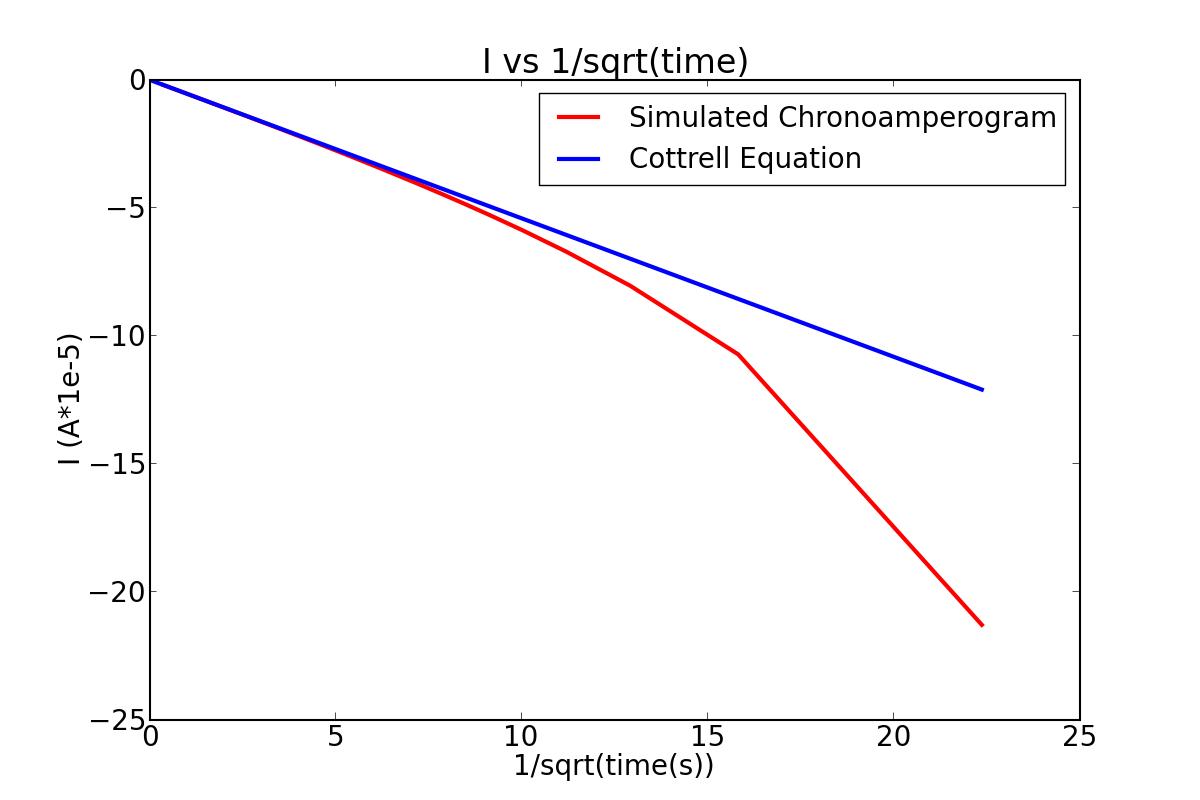 I vs 1/sqrt(time)
Simulated Chronoamperogram
Cottrell Equation
0
−5
−10
−15
−20
−25
I (A*1e-5)
0 5 10 15 20 25
1/sqrt(time(s))